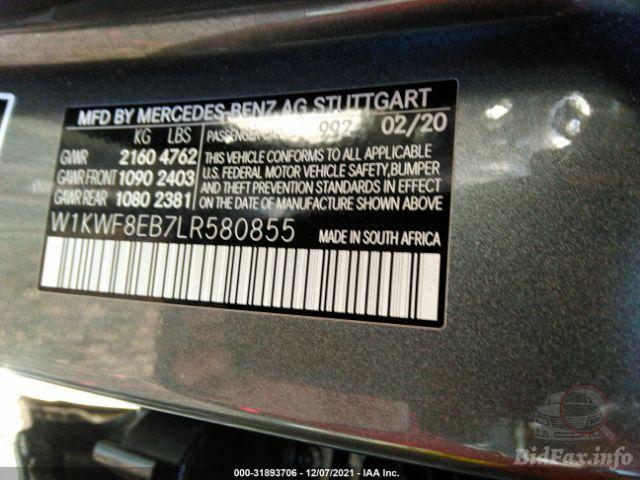 MFD BY MERCEDES-BENZ AG STUTTGART
KG LBS
GVWR 2160 4762
GAWR FRONT 1090 2403
GAWR REAR 1080 2381
PASSENGER 992 02/20
THIS VEHICLE CONFORMS TO ALL APPLICABLE
U.S. FEDERAL MOTOR VEHICLE SAFETY, BUMPER
AND THEFT PREVENTION STANDARDS IN EFFECT
ON THE DATE OF MANUFACTURE SHOWN ABOVE.
W1KWF8EB7LR580855 MADE IN SOUTH AFRICA
BidFax.info
000-31893706 - 12/07/2021 - IAA Inc.